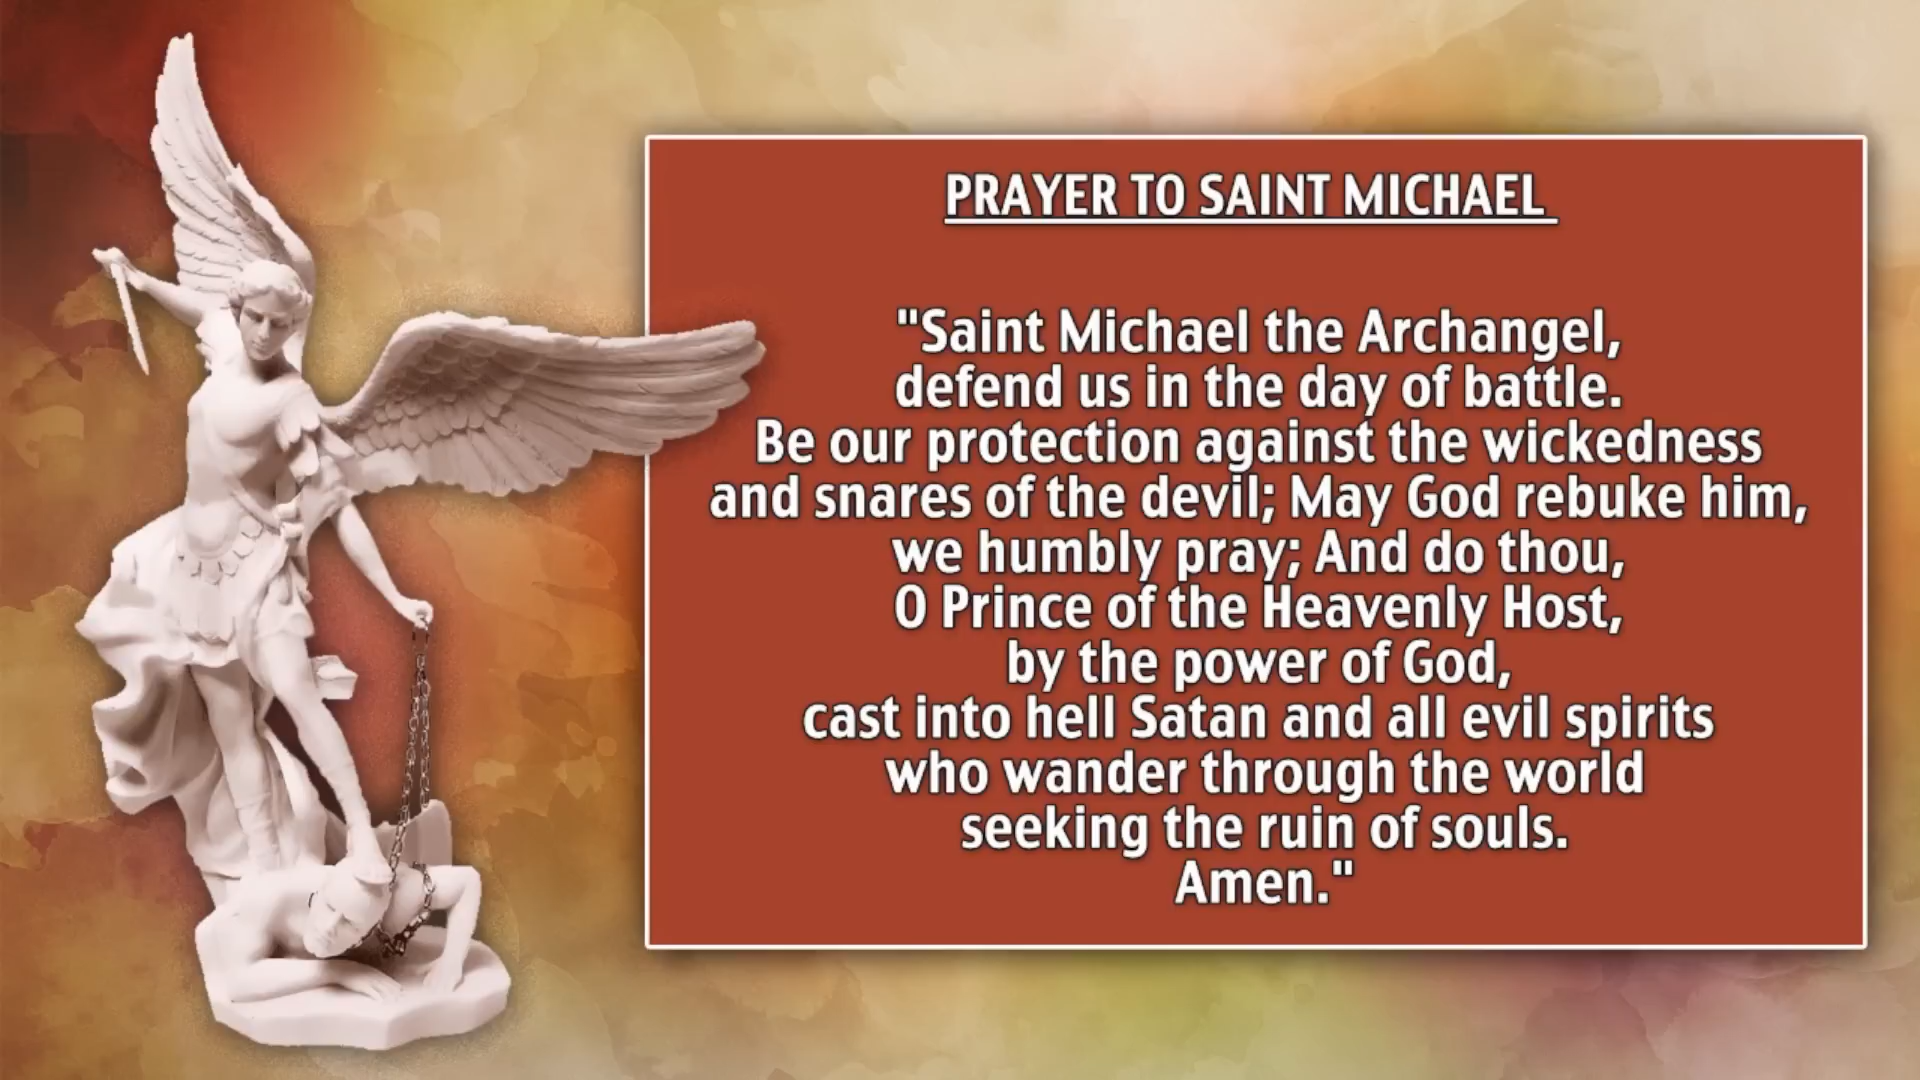 PRAYER TO SAINT MICHAEL
"Saint Michael the Archangel,
defend us in the day of battle.
Be our protection against the wickedness
and snares of the devil; May God rebuke him,
we humbly pray; And do thou,
O Prince of the Heavenly Host,
by the power of God,
cast into hell Satan and all evil spirits
who wander through the world
seeking the ruin of souls.
Amen."